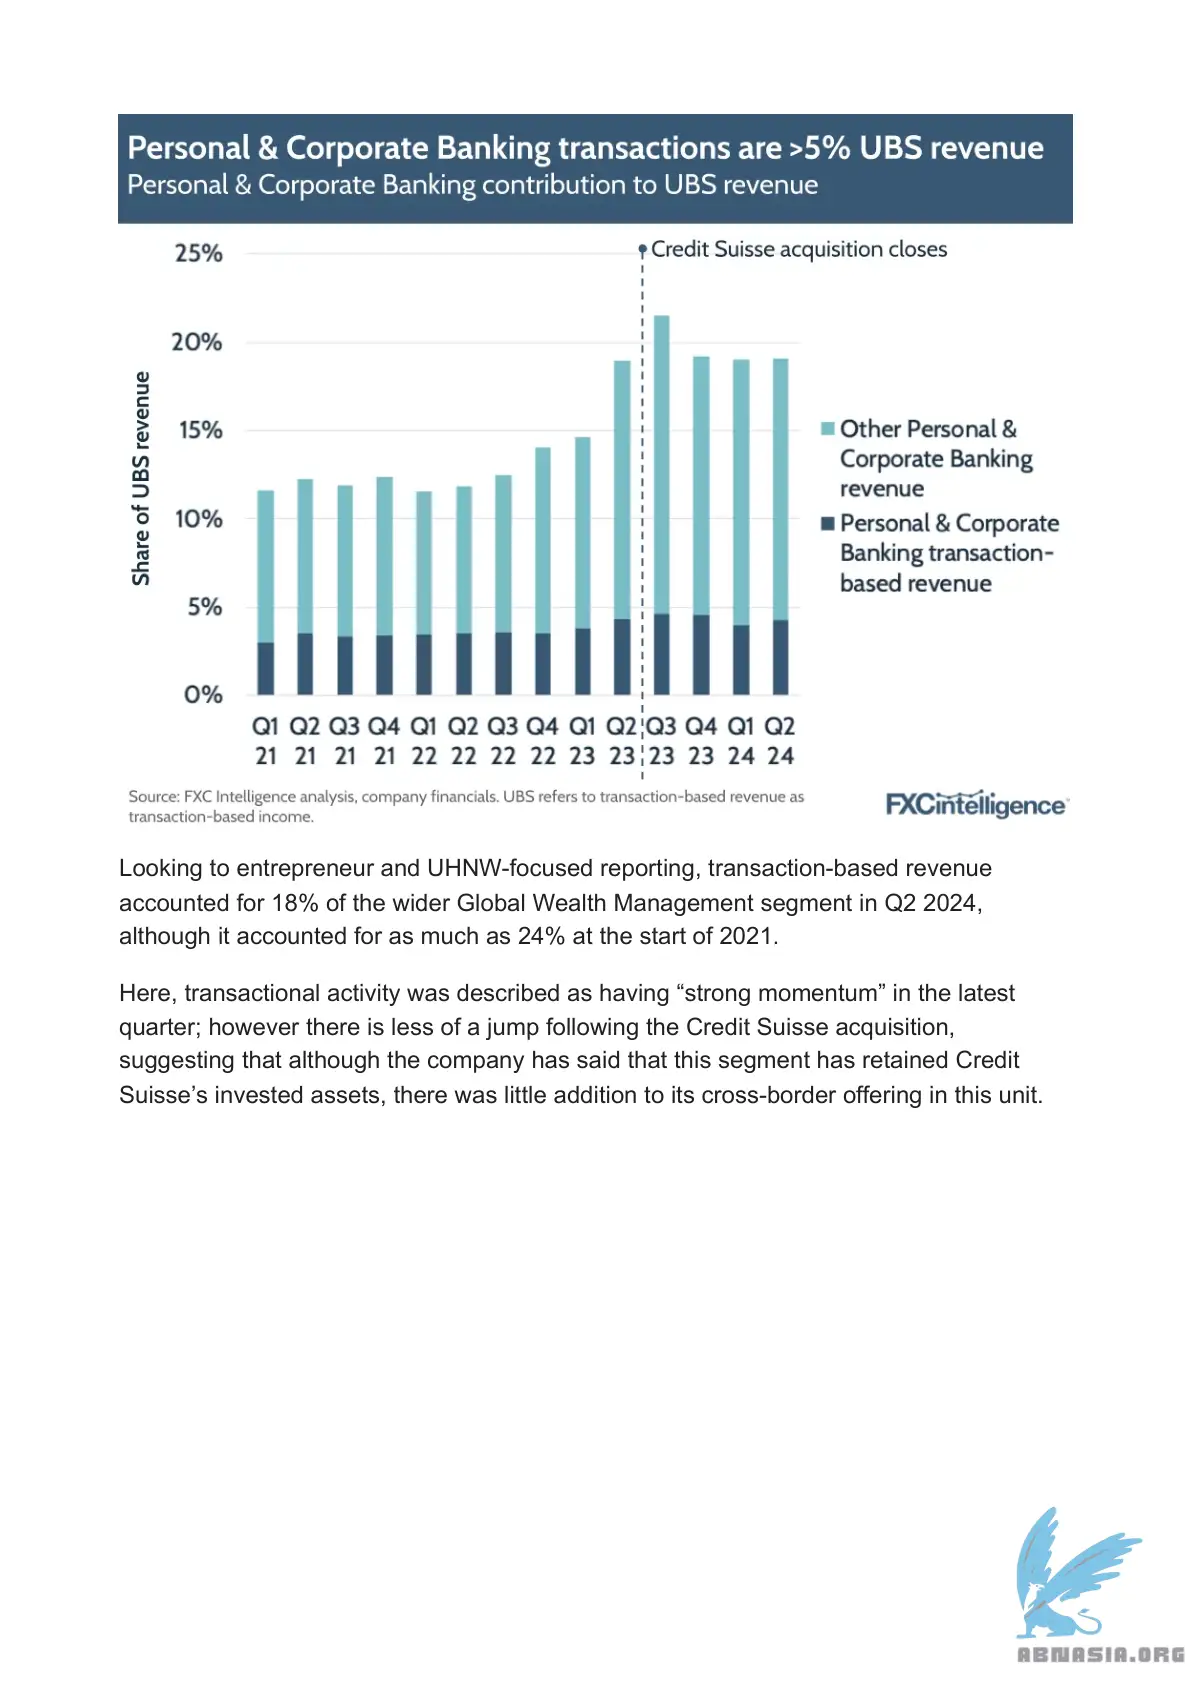 Personal & Corporate Banking transactions are >5% UBS revenue
Personal & Corporate Banking contribution to UBS revenue
Credit Suisse acquisition closes
25%
20%
15%
10%
5%
0%
Share of UBS revenue
Other Personal &
Corporate Banking
revenue
Personal & Corporate
Banking transaction-
based revenue
Q1 Q2 Q3 Q4 Q1 Q2 Q3 Q4 Q1 Q2 Q3 Q4 Q1 Q2
21 21 21 21 22 22 22 22 23 23 23 23 24 24
Source: FXC Intelligence analysis, company financials. UBS refers to transaction-based revenue as
transaction-based income.
FXCintelligence
Looking to entrepreneur and UHNW-focused reporting, transaction-based revenue
accounted for 18% of the wider Global Wealth Management segment in Q2 2024,
although it accounted for as much as 24% at the start of 2021.
Here, transactional activity was described as having “strong momentum” in the latest
quarter; however there is less of a jump following the Credit Suisse acquisition,
suggesting that although the company has said that this segment has retained Credit
Suisse’s invested assets, there was little addition to its cross-border offering in this unit.
ABNASIA.ORG